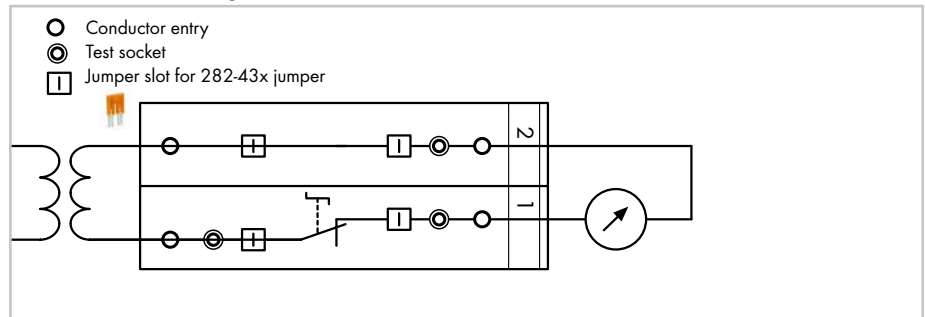 Conductor entry
Test socket
Jumper slot for 282-43x jumper
2
1